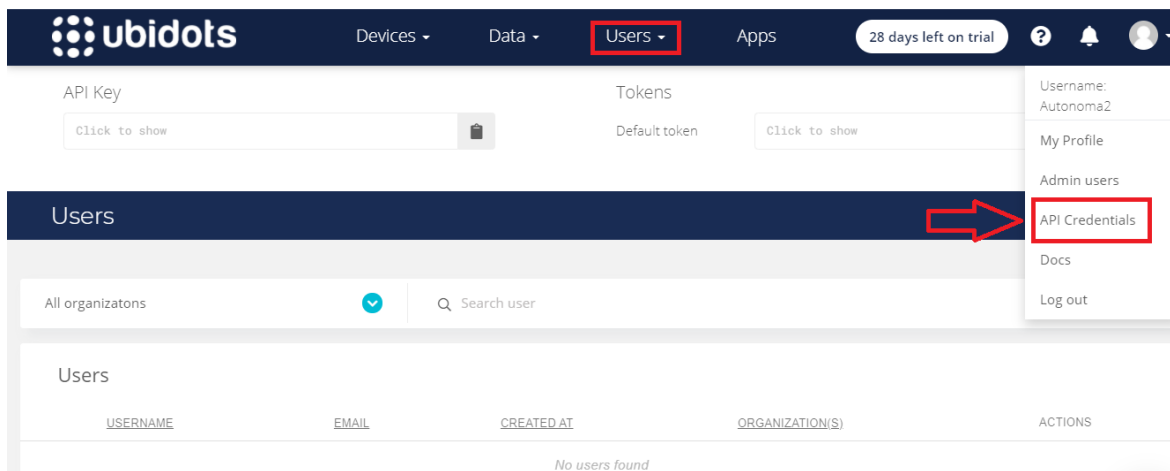 ubidots Devices Data Users Apps 28 days left on trial
API Key Tokens
Click to show Default token Click to show
Username:
Autonoma2
My Profile
Admin users
API Credentials
Docs
Log out
Users
All organizatons Search user
Users
USERNAME EMAIL CREATED AT ORGANIZATION(S) ACTIONS
No users found